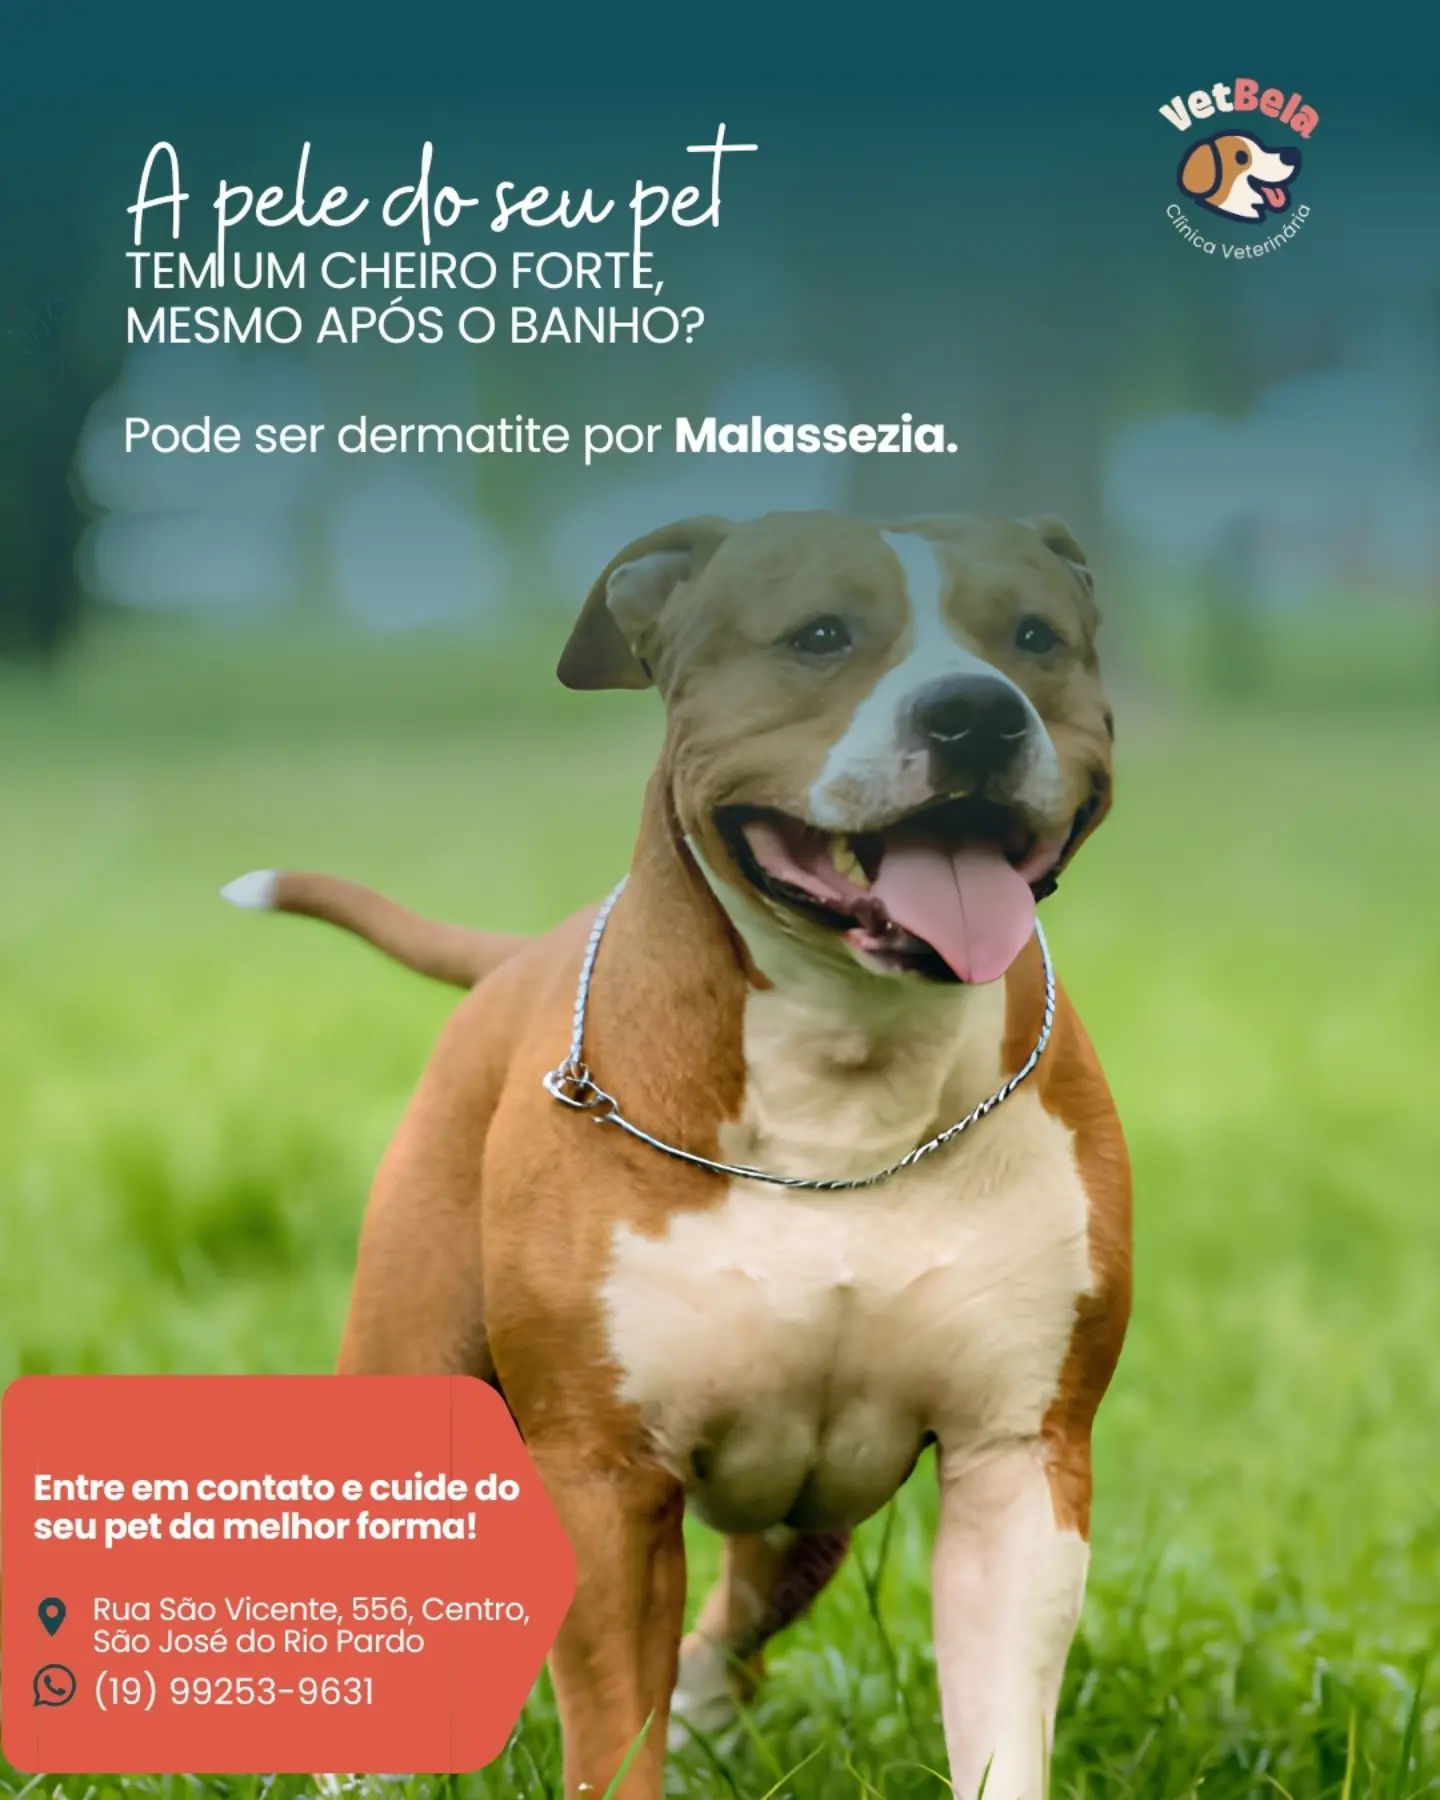 VetBela
Clínica Veterinária
A pele do seu pet
TEM UM CHEIRO FORTE,
MESMO APÓS O BANHO?
Pode ser dermatite por Malassezia.
Entre em contato e cuide do
seu pet da melhor forma!
Rua São Vicente, 556, Centro,
São José do Rio Pardo
(19) 99253-9631